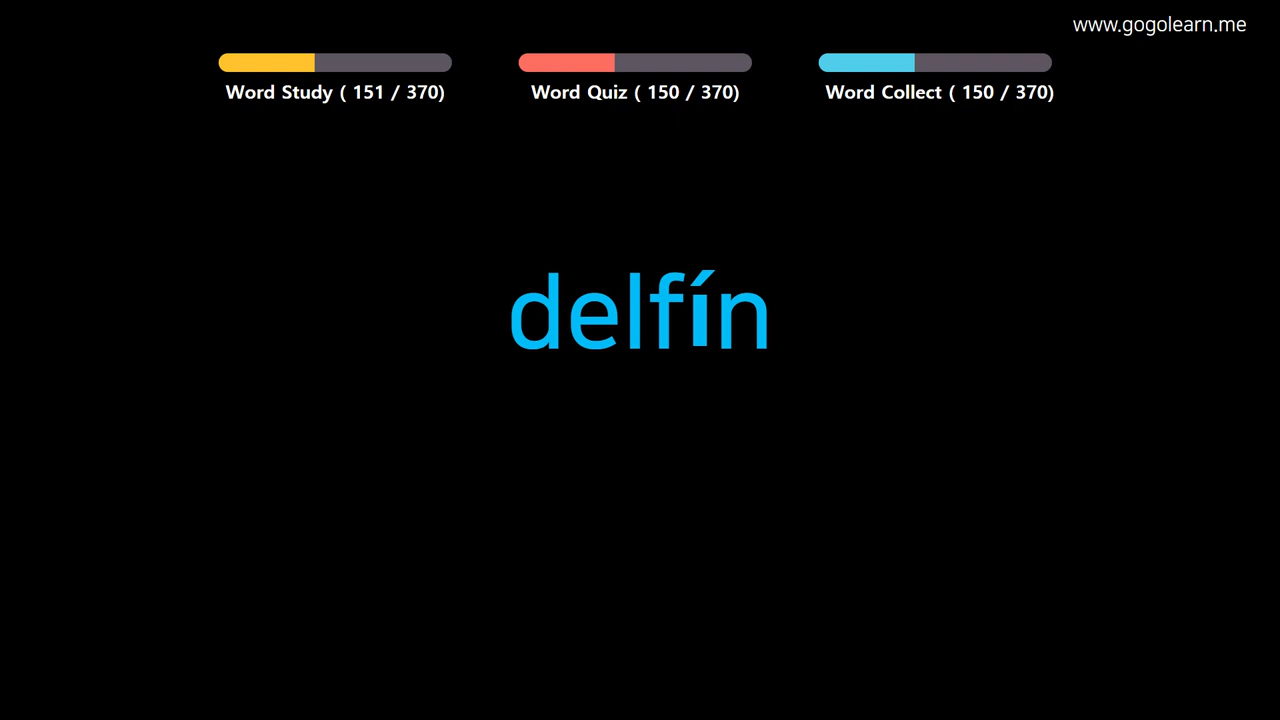 www.gogolearn.me
Word Study ( 151 / 370)
Word Quiz ( 150 / 370)
Word Collect ( 150 / 370)
delfín